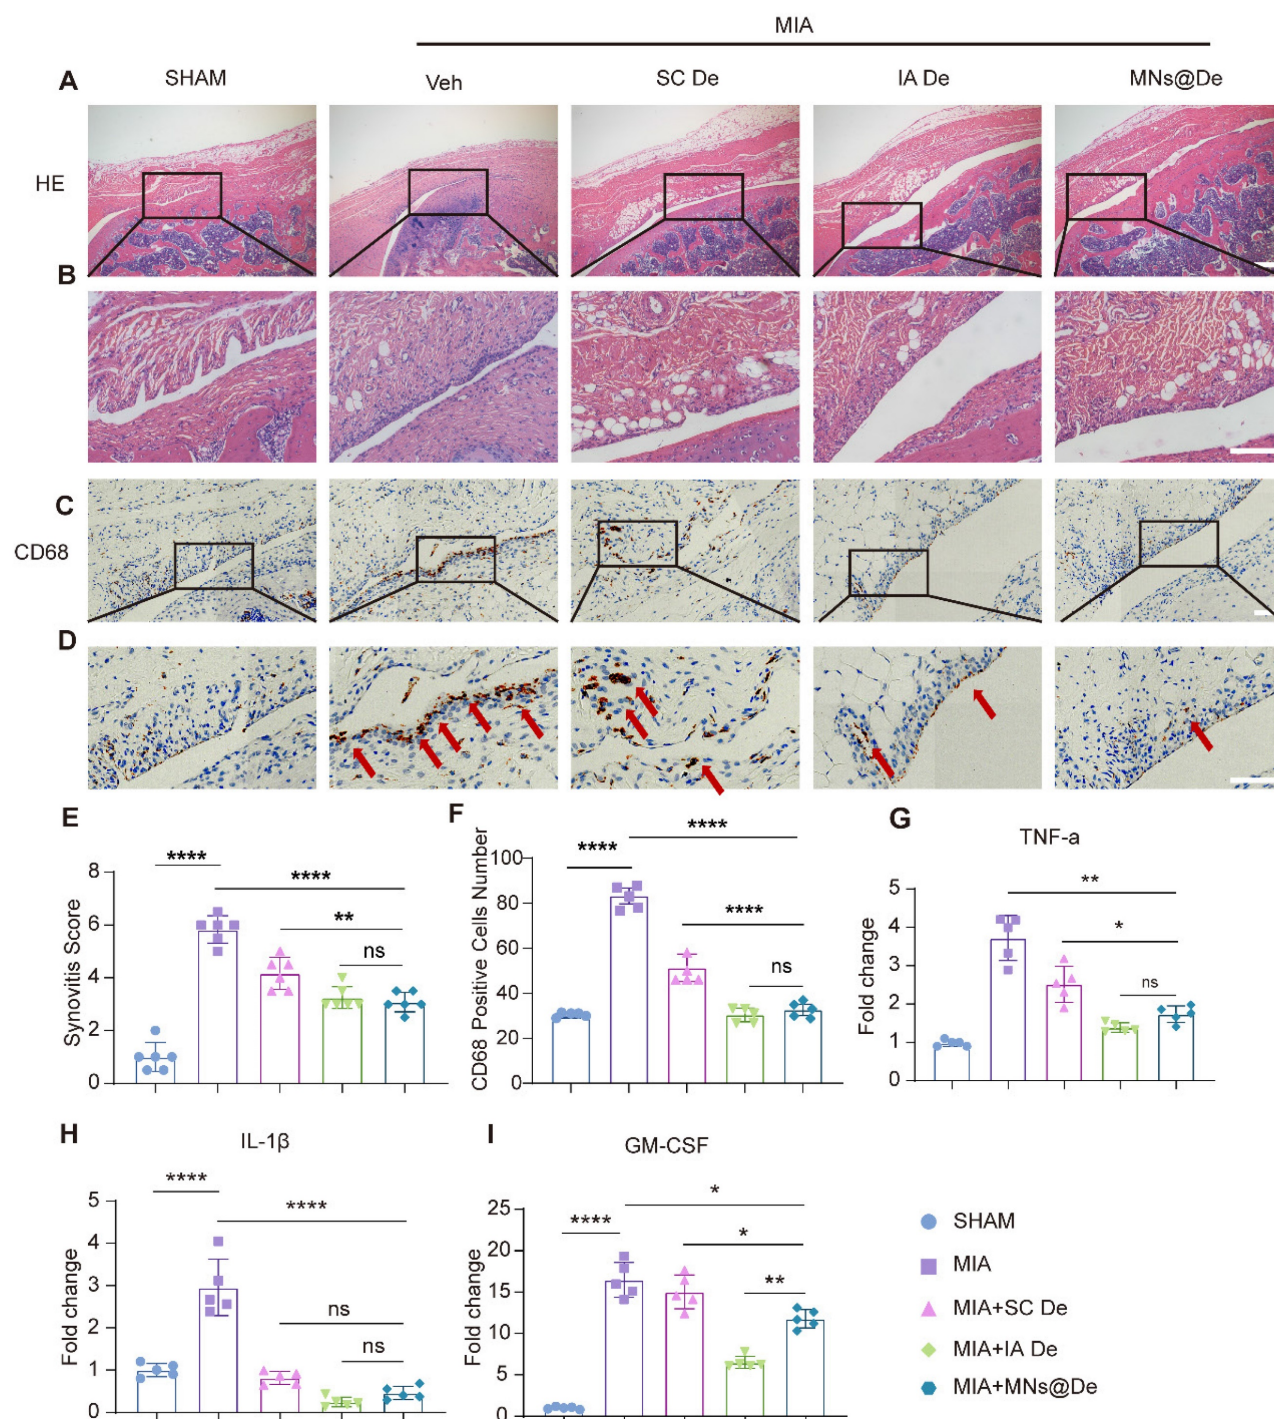 MIA
A
SHAM
Veh
SC De
IA De
MNs@De
HE
B
C
CD68
D
E
Synovitis Score
8
6
4
2
0
****
****
**
ns
F
CD68 Positive Cells Number
100
80
60
40
20
0
****
****
****
ns
G
TNF-a
Fold change
5
4
3
2
1
0
**
*
ns
H
IL-1β
Fold change
5
4
3
2
1
0
****
****
ns
ns
I
GM-CSF
Fold change
25
20
15
10
5
0
****
*
*
**
SHAM
MIA
MIA+SC De
MIA+IA De
MIA+MNs@De